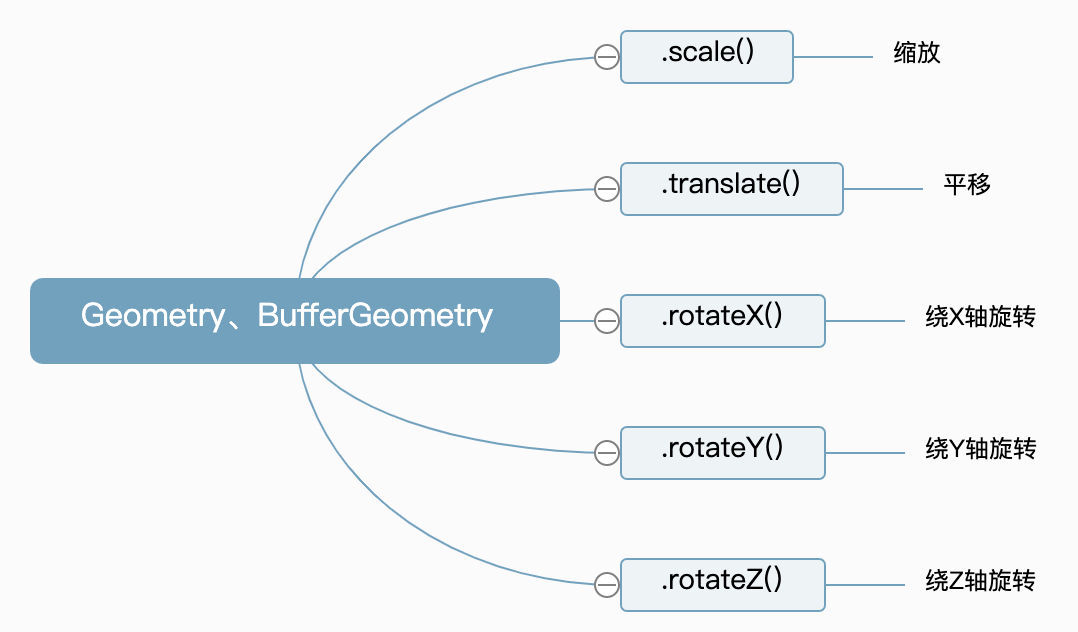 .scale()
缩放
.translate()
平移
Geometry、BufferGeometry
.rotateX()
绕X轴旋转
.rotateY()
绕Y轴旋转
.rotateZ()
绕Z轴旋转